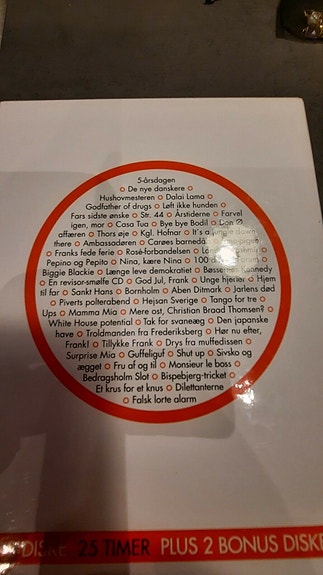 5-årsdagen
○ De nye danskere ○
Hushovmesteren ○ Dalai Lama ○
Godfather of drugs ○ Løft ikke hunden ○
Fars sidste ønske ○ Str. 44 ○ Årstiderne ○ Farvel
igen, mor ○ Casa Tua ○ Bye bye Bodil ○ Don Ø
affæren ○ Thors øje ○ Kgl. Hofnar ○ It's a jungle down
there ○ Ambassadøren ○ Carøes barnedåb
○ Franks fede ferie ○ Rosé-forbandelsen ○
Pepino og Pepito ○ Nina, kære Nina ○ 100
Biggie Blackie ○ Længe leve demokratiet ○ Kennedy
○ En revisor-smølfe CD ○ God Jul, Frank ○ Unge hjerter ○ Hjem
til far ○ Sankt Hans ○ Bornholm ○ Aben Ditmark ○ Jarlens død
○ Piverts polterabend ○ Hejsan Sverige ○ Tango for tre
Ups ○ Mamma Mia ○ Mere ost, Christian Braad Thomsen? ○
White House potential ○ Tak for svaneæg ○ Den japanske
have ○ Troldmanden fra Frederiksberg ○ Hør nu efter,
Frank! ○ Tillykke Frank ○ Drys fra muffedissen ○
Surprise Mia ○ Guffeliguf ○ Shut up ○ Sivsko og
ægget ○ Fru af og til ○ Monsieur le boss ○
Bedragsholm Slot ○ Bispebjerg-tricket ○
Et krus for et knus ○ Dilettanterne
○ Falsk lorte alarm
DISKE 25 TIMER PLUS 2 BONUS DISKE